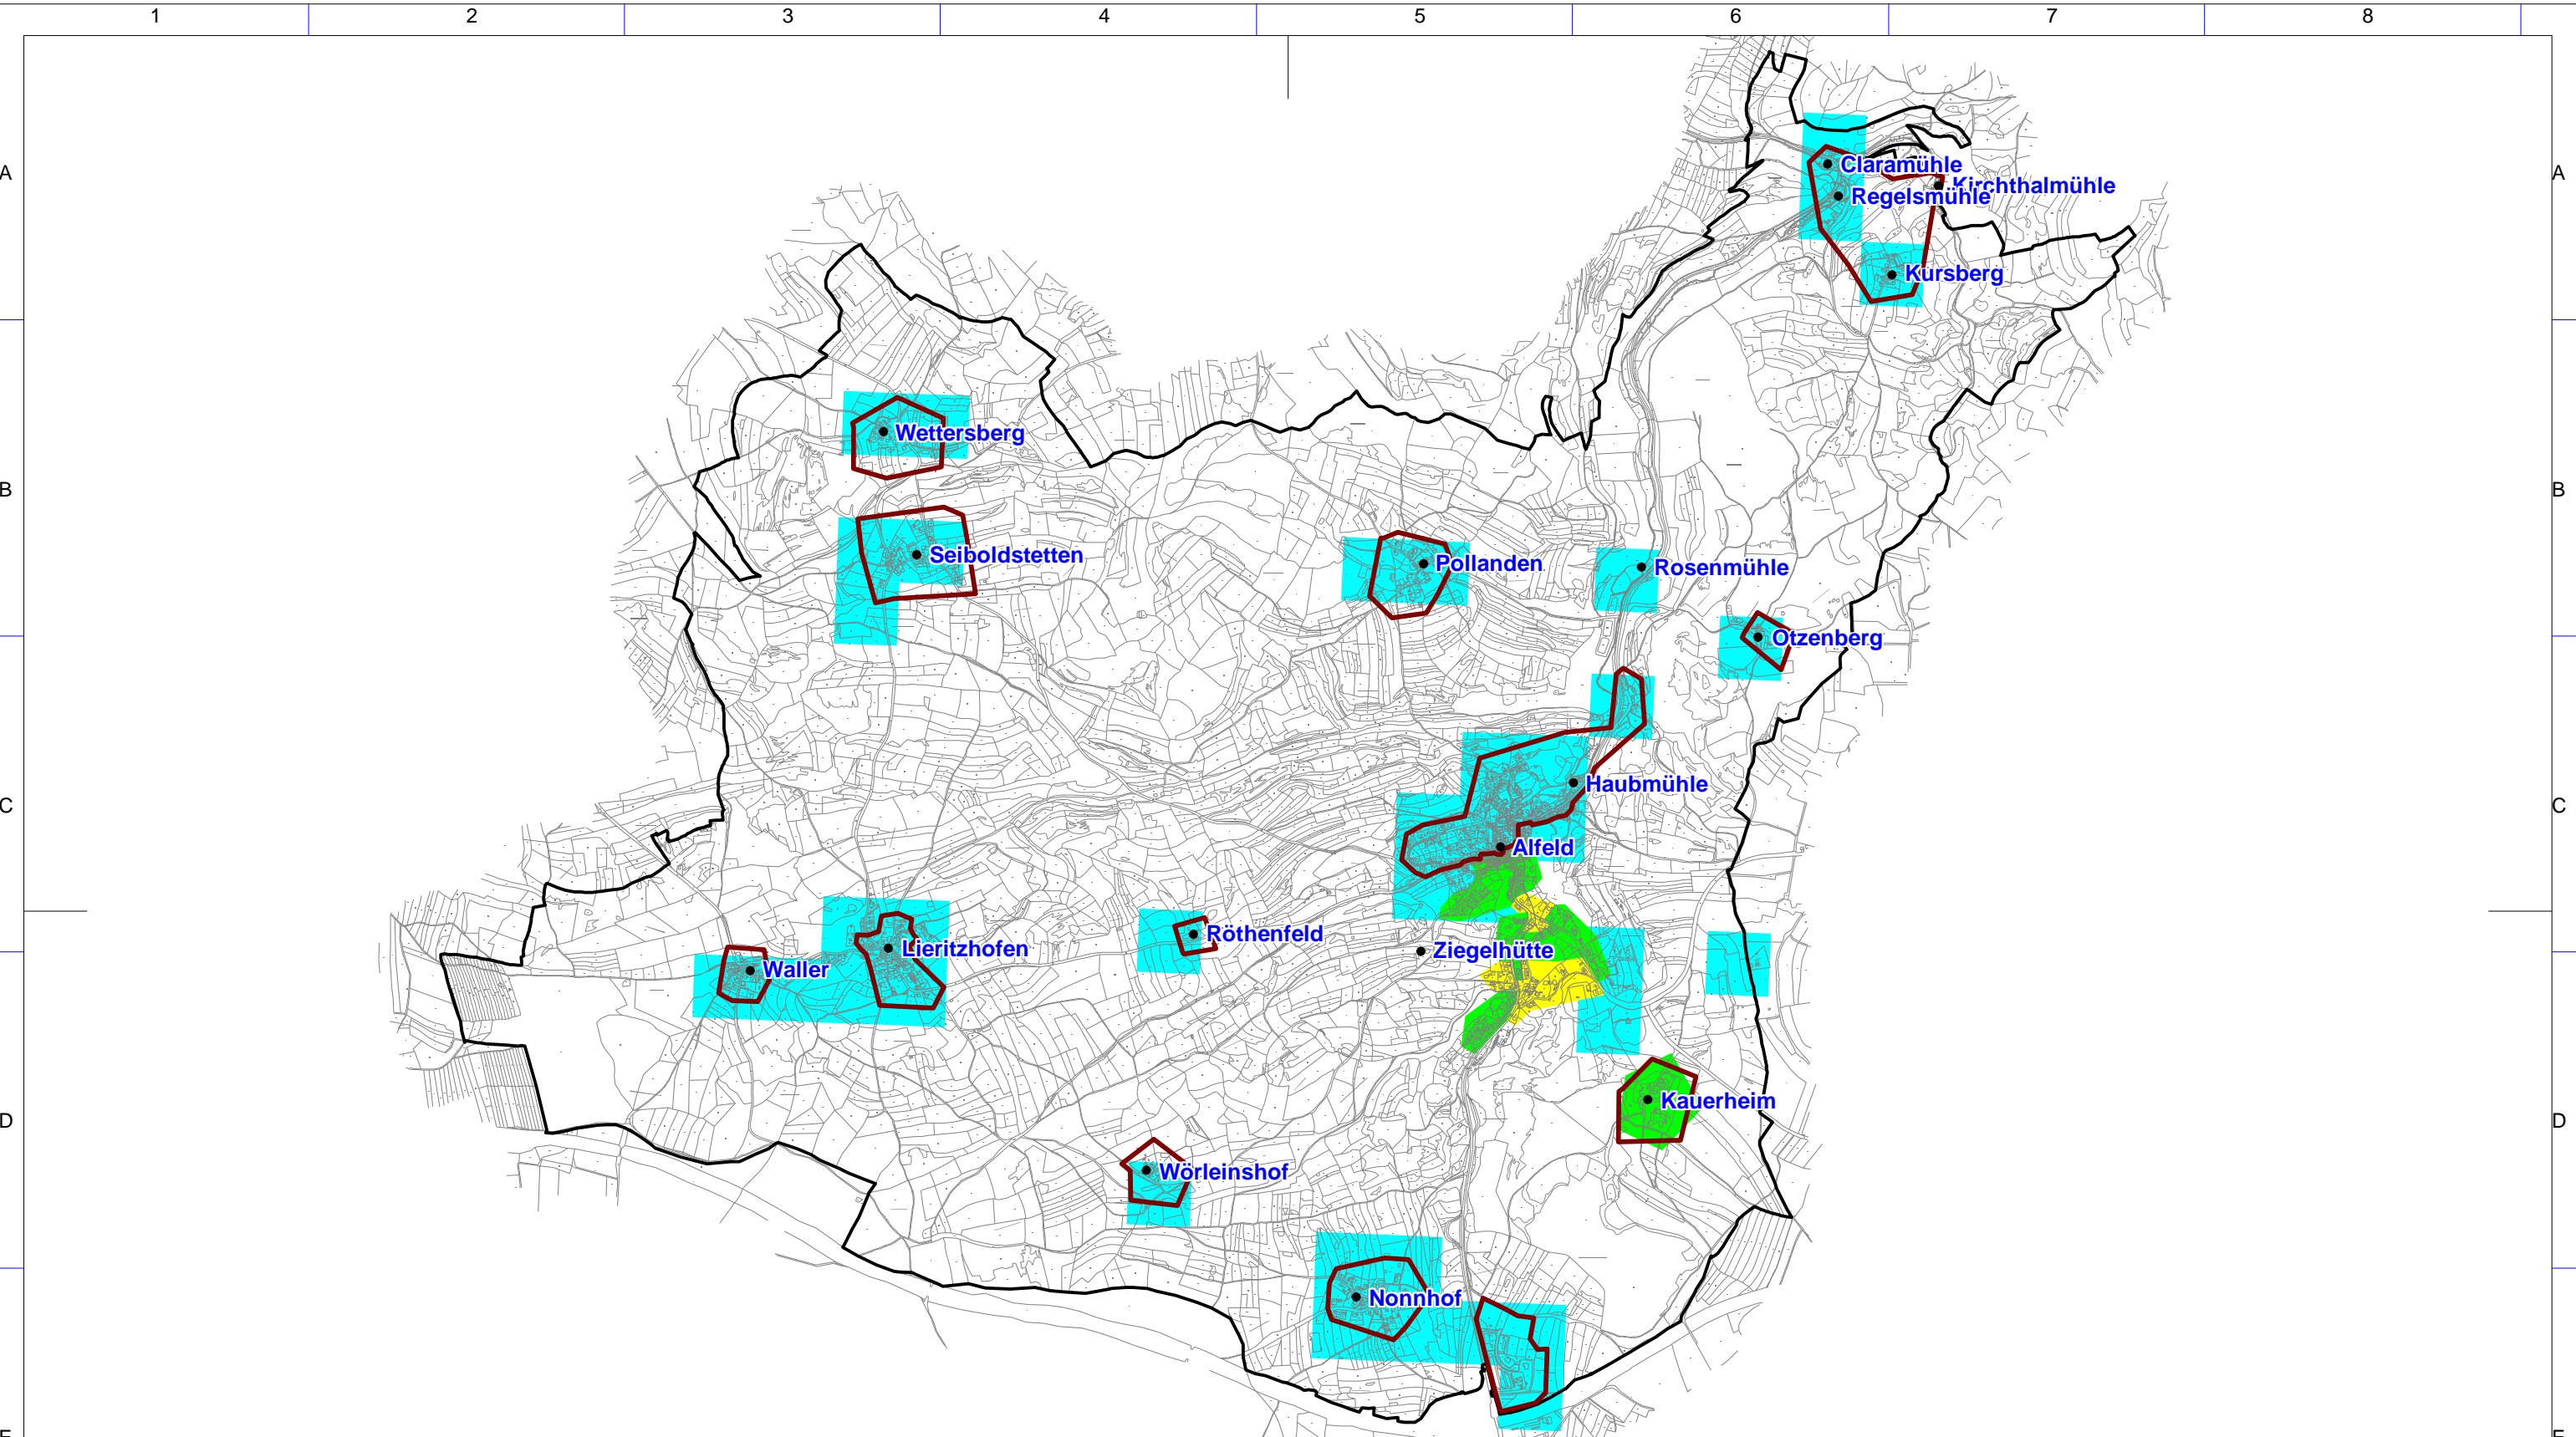 1 2 3 4 5 6 7 8
A A
Claramühle
Kirchthalmühle
Regelsmühle
Kursberg
Wettersberg
B B
Seiboldstetten
Pollanden
Rosenmühle
Otzenberg
Haubmühle
C C
Alfeld
Röthenfeld
Lieritzhofen
Ziegelhütte
Waller
Kauerheim
D D
Wörleinshof
Nonnhof